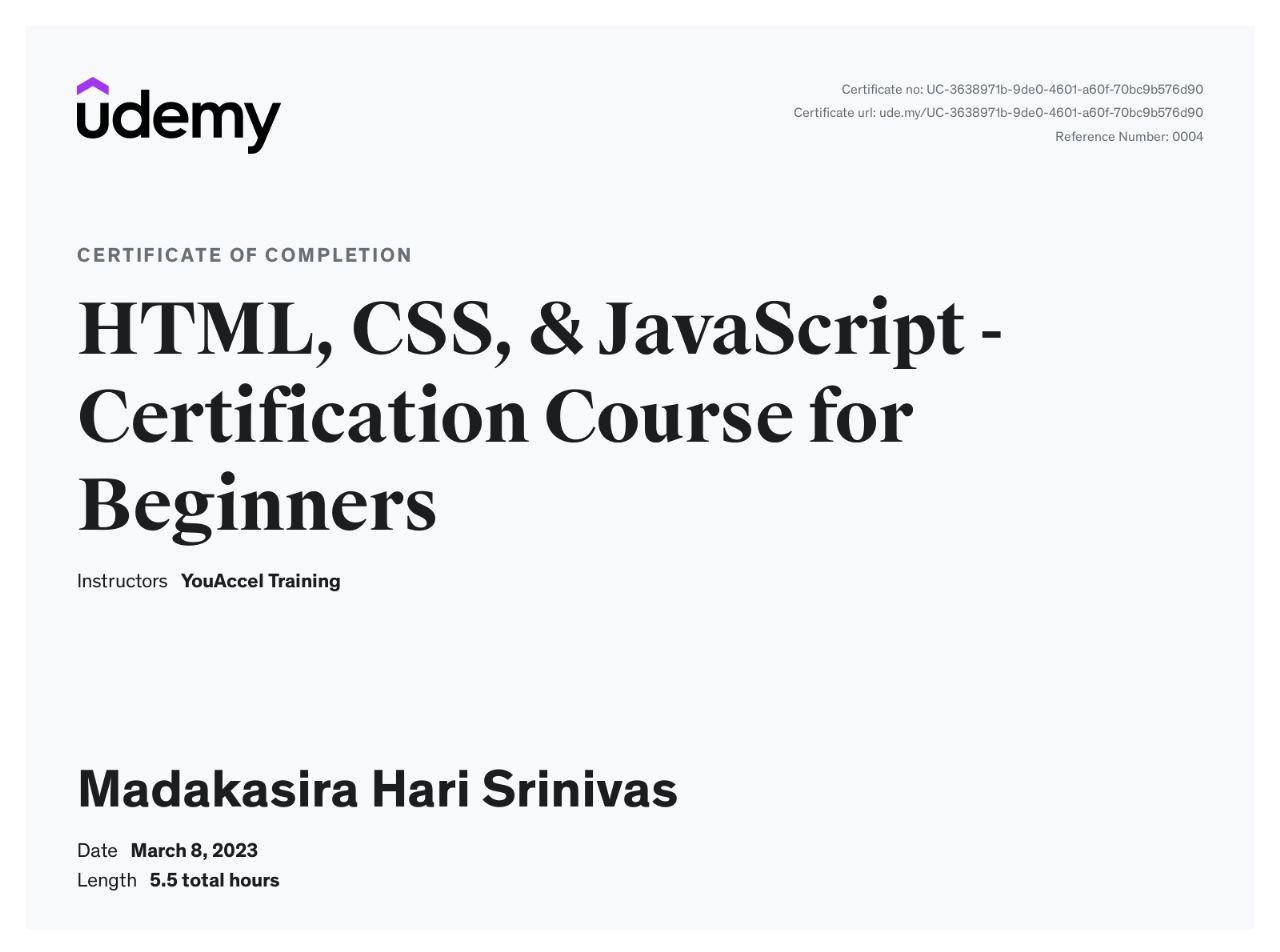 udemy
Certificate no: UC-3638971b-9de0-4601-a60f-70bc9b576d90
Certificate url: ude.my/UC-3638971b-9de0-4601-a60f-70bc9b576d90
Reference Number: 0004
CERTIFICATE OF COMPLETION
HTML, CSS, & JavaScript -
Certification Course for
Beginners
Instructors YouAccel Training
Madakasira Hari Srinivas
Date March 8, 2023
Length 5.5 total hours